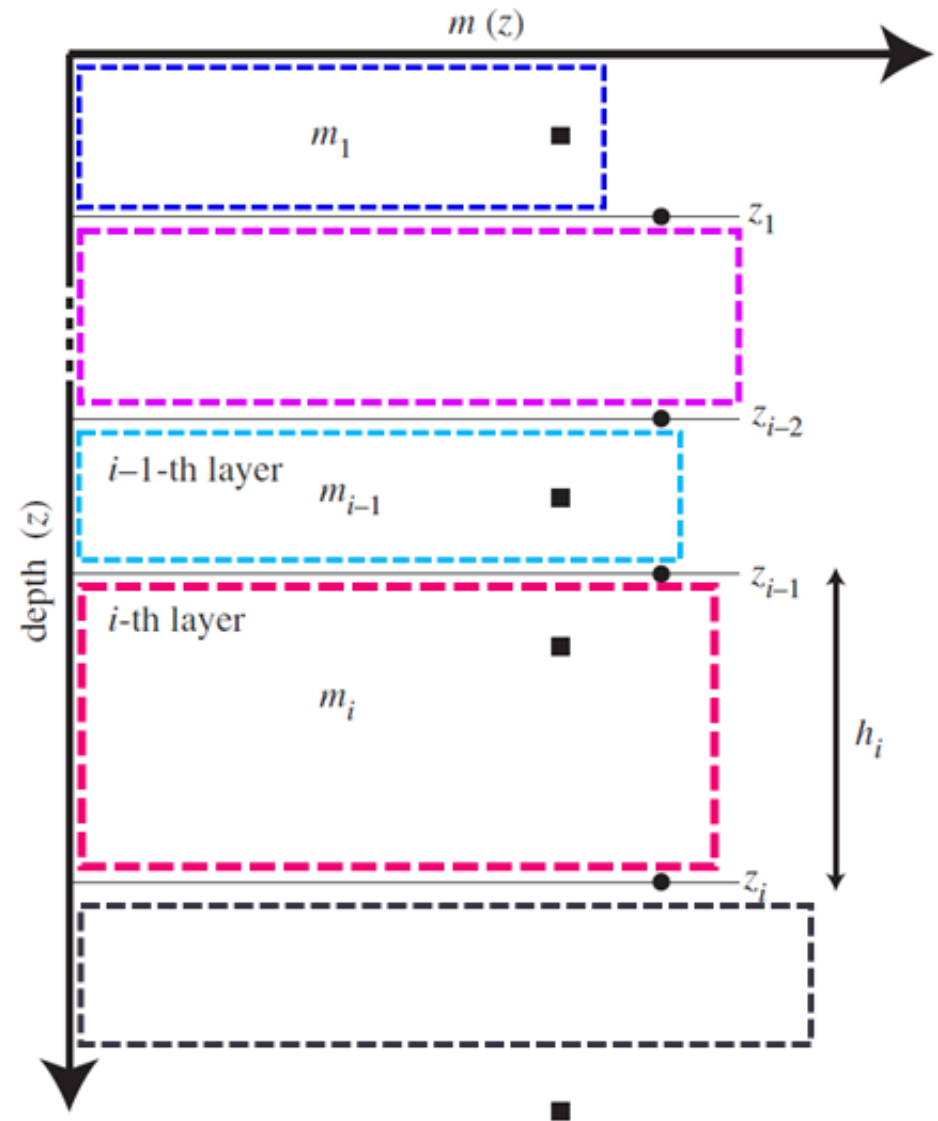 m (z)
m₁
z₁
zᵢ₋₂
i–1-th layer
mᵢ₋₁
zᵢ₋₁
depth (z)
i-th layer
mᵢ
hᵢ
zᵢ